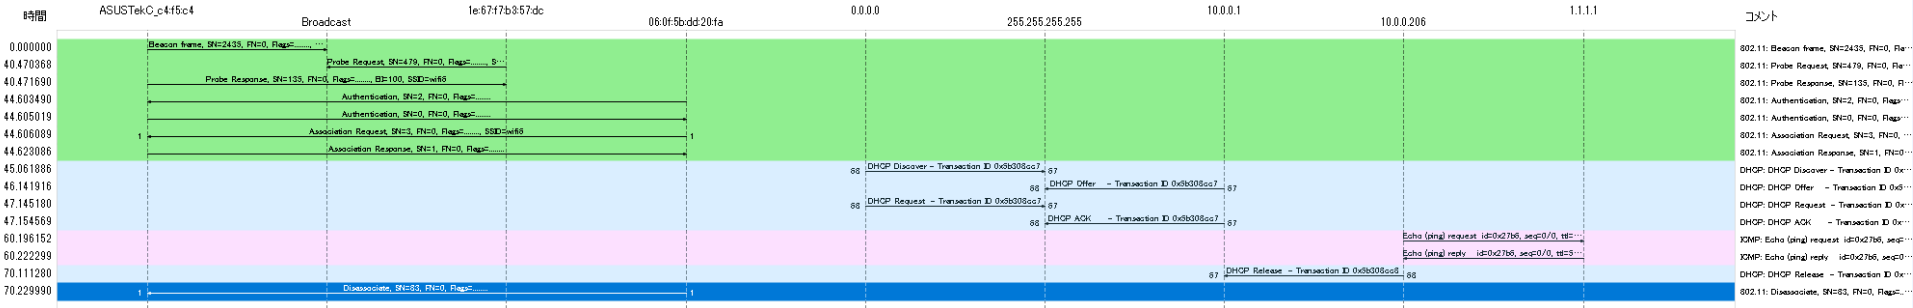 時間 ASUSTekC_c4:f5:c4 Broadcast 1e:67:f7:b3:57:dc 06:0f:5b:dd:20:fa 0.0.0.0 255.255.255.255 10.0.0.1 10.0.0.206 1.1.1.1 コメント
0.000000 Beacon frame, SN=2435, FN=0, Flags=........, … 802.11: Beacon frame, SN=2435, FN=0, Fla…
40.470368 Probe Request, SN=479, FN=0, Flags=........, S… 802.11: Probe Request, SN=479, FN=0, Fla…
40.471690 Probe Response, SN=135, FN=0, Flags=........, BI=100, SSID=wifi6 802.11: Probe Response, SN=135, FN=0, Fl…
44.603490 Authentication, SN=2, FN=0, Flags=........ 802.11: Authentication, SN=2, FN=0, Flags…
44.605019 Authentication, SN=0, FN=0, Flags=........ 802.11: Authentication, SN=0, FN=0, Flags…
44.606089 1 Association Request, SN=3, FN=0, Flags=........, SSID=wifi6 1 802.11: Association Request, SN=3, FN=0, …
44.623086 Association Response, SN=1, FN=0, Flags=........ 802.11: Association Response, SN=1, FN=0…
45.061886 68 DHCP Discover - Transaction ID 0x5b308cc7 67 DHCP: DHCP Discover - Transaction ID 0x…
46.141916 68 DHCP Offer - Transaction ID 0x5b308cc7 67 DHCP: DHCP Offer - Transaction ID 0x5…
47.145180 68 DHCP Request - Transaction ID 0x5b308cc7 67 DHCP: DHCP Request - Transaction ID 0x…
47.154569 68 DHCP ACK - Transaction ID 0x5b308cc7 67 DHCP: DHCP ACK - Transaction ID 0x…
60.196152 Echo (ping) request id=0x27b6, seq=0/0, ttl=… ICMP: Echo (ping) request id=0x27b6, seq=…
60.222299 Echo (ping) reply id=0x27b6, seq=0/0, ttl=5… ICMP: Echo (ping) reply id=0x27b6, seq=0…
70.111280 67 DHCP Release - Transaction ID 0x5b308cc8 68 DHCP: DHCP Release - Transaction ID 0x…
70.229990 1 Disassociate, SN=83, FN=0, Flags=........ 1 802.11: Disassociate, SN=83, FN=0, Flags=..…